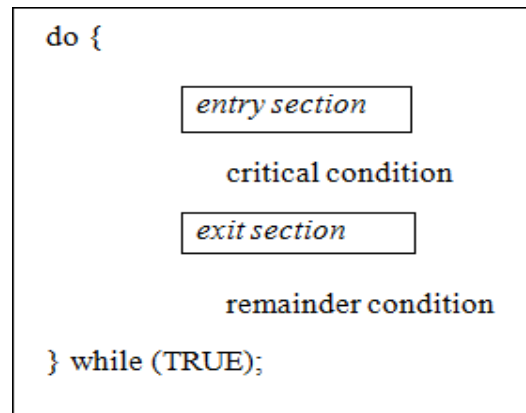 do {
entry section
critical condition
exit section
remainder condition
} while (TRUE);